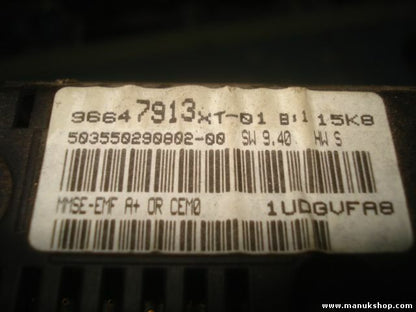 96647913XT-01 B:1 15K8
503550290802-00 SW 9.40 HW S
MMSE-EMF A+ OR CEM0 1UDGVFA8
www.manukshop.com